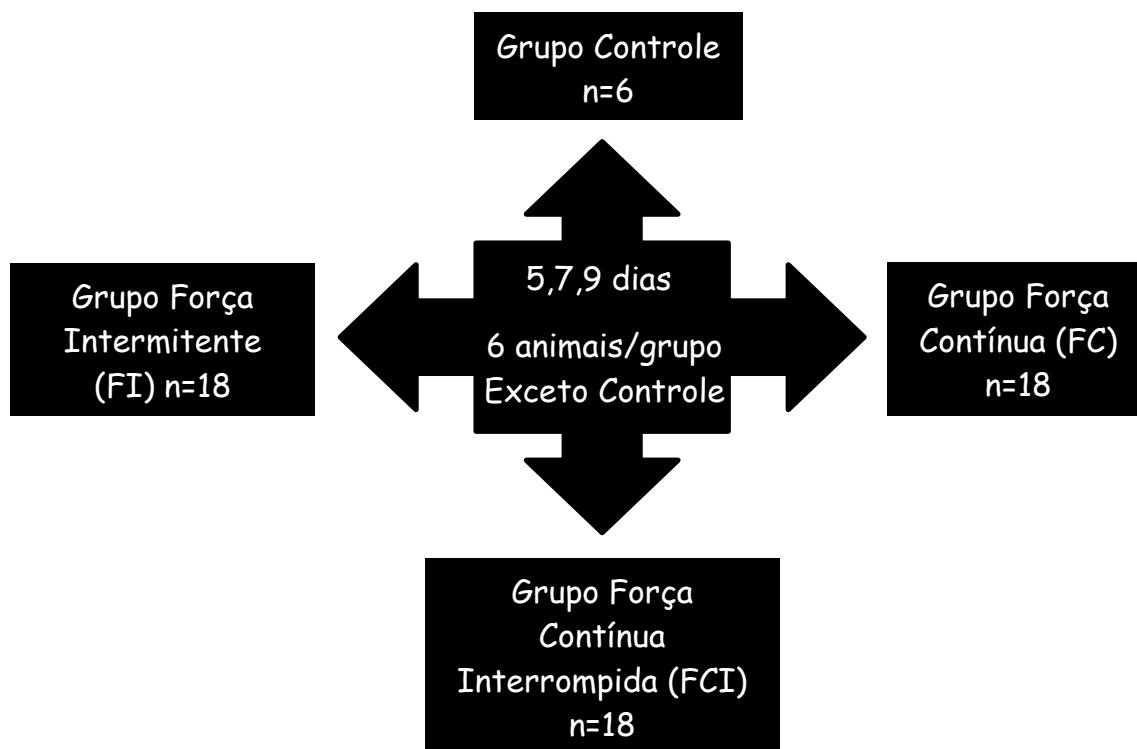 Grupo Controle
n=6
Grupo Força
Intermitente
(FI) n=18
5,7,9 dias
6 animais/grupo
Exceto Controle
Grupo Força
Contínua (FC)
n=18
Grupo Força
Contínua
Interrompida (FCI)
n=18